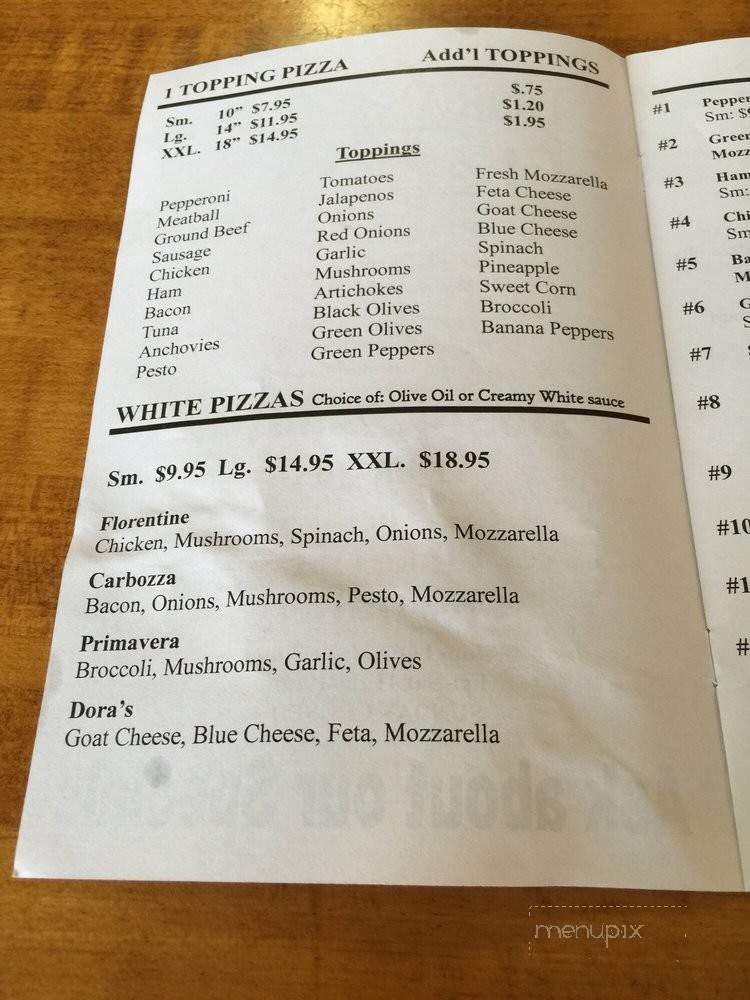 1 TOPPING PIZZA Add'l TOPPINGS
Sm. 10" $7.95 $.75
Lg. 14" $11.95 $1.20
XXL. 18" $14.95 $1.95
Toppings
Pepperoni
Meatball
Ground Beef
Sausage
Chicken
Ham
Bacon
Tuna
Anchovies
Pesto
Tomatoes
Jalapenos
Onions
Red Onions
Garlic
Mushrooms
Artichokes
Black Olives
Green Olives
Green Peppers
Fresh Mozzarella
Feta Cheese
Goat Cheese
Blue Cheese
Spinach
Pineapple
Sweet Corn
Broccoli
Banana Peppers
WHITE PIZZAS Choice of: Olive Oil or Creamy White sauce
Sm. $9.95 Lg. $14.95 XXL. $18.95
Florentine
Chicken, Mushrooms, Spinach, Onions, Mozzarella
Carbozza
Bacon, Onions, Mushrooms, Pesto, Mozzarella
Primavera
Broccoli, Mushrooms, Garlic, Olives
Dora's
Goat Cheese, Blue Cheese, Feta, Mozzarella
Ask about our
#1
Sm:
#2
#3
Sm:
#4
Sm
#5
#6
#7
#8
#9
menupix